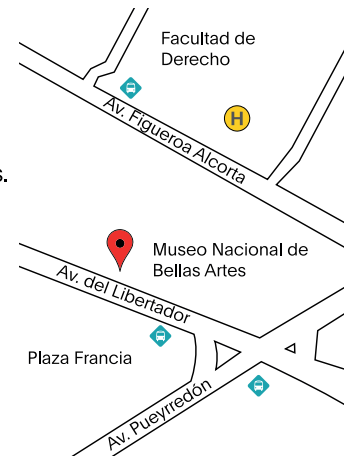 Facultad de
Derecho
H
Av. Figueroa Alcorta
s.
Museo Nacional de
Bellas Artes
Av. del Libertador
Plaza Francia
Av. Pueyrredón